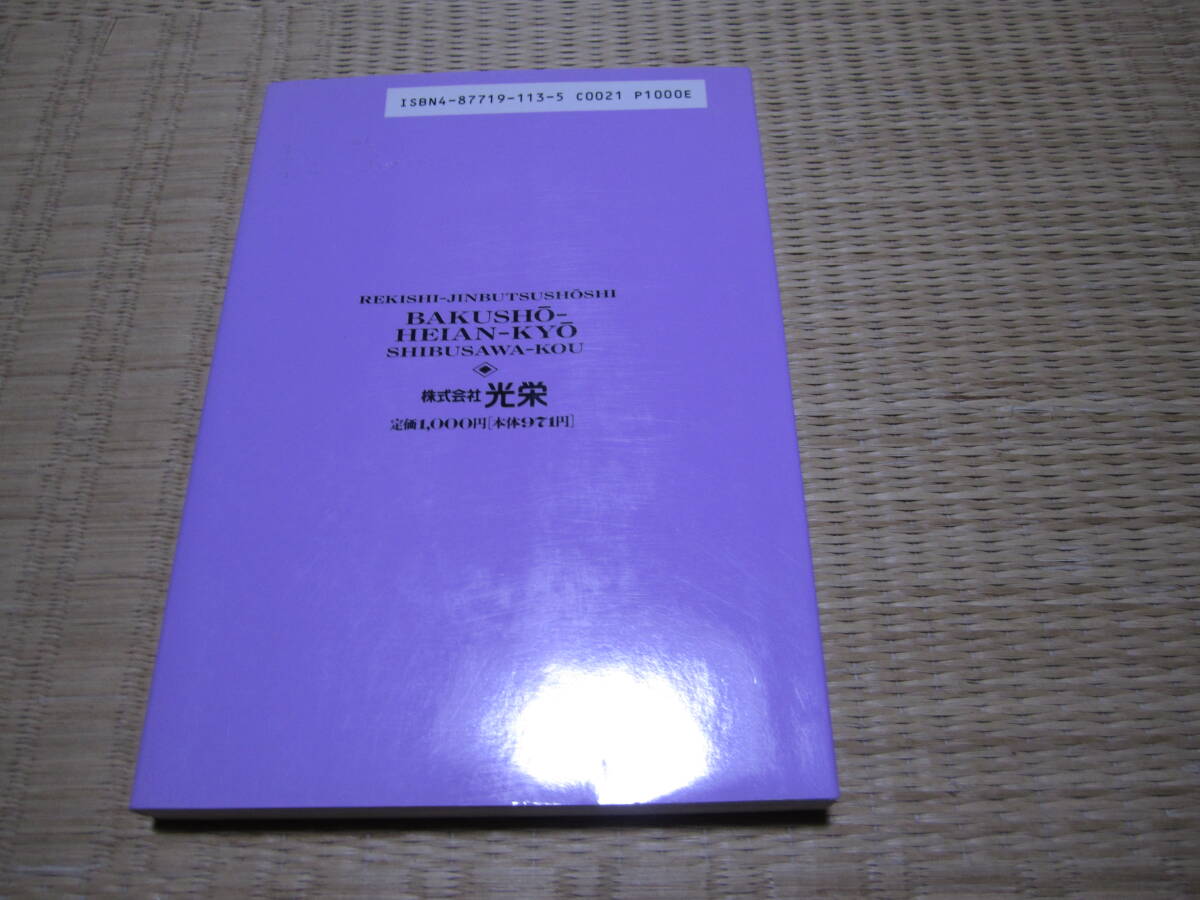 ISBN4-87719-113-5 C0021 P1000E
REKISHI-JINBUTSUSHŌSHI
BAKUSHŌ-
HEIAN-KYŌ
SHIBUSAWA-KOU
株式会社 光栄
定価1,000円[本体971円]